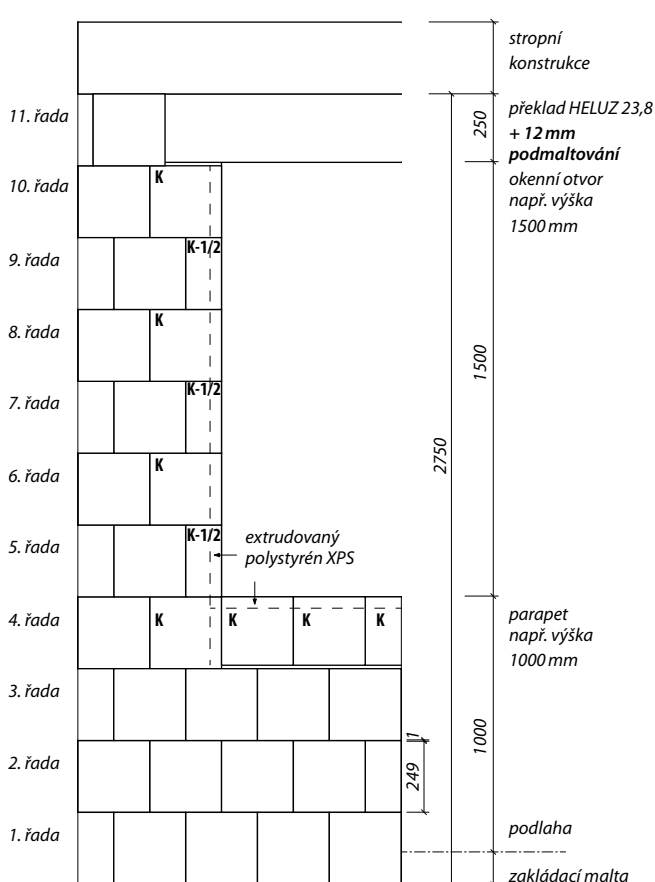 stropní
konstrukce
11. řada
250
překlad HELUZ 23,8
+ 12 mm
podmaltování
10. řada
K
okenní otvor
např. výška
1500 mm
9. řada
K-1/2
8. řada
K
1500
7. řada
K-1/2
2750
6. řada
K
5. řada
K-1/2
extrudovaný
polystyrén XPS
4. řada
K
K
K
K
parapet
např. výška
1000 mm
3. řada
1
1000
2. řada
249
1. řada
podlaha
zakládací malta